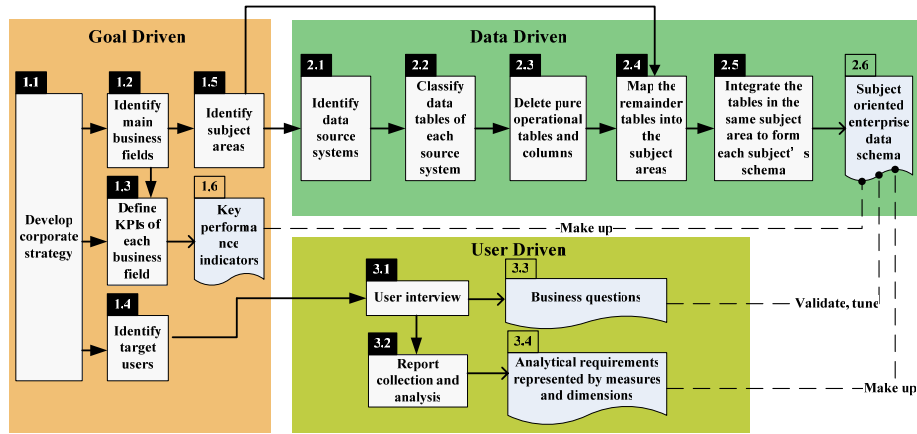 Goal Driven
1.1
Develop
corporate
strategy
1.2
Identify
main
business
fields
1.5
Identify
subject
areas
1.3
Define
KPIs of
each
business
field
1.6
Key
performa
nce
indicators
1.4
Identify
target
users
Data Driven
2.1
Identify
data
source
systems
2.2
Classify
data
tables of
each
source
system
2.3
Delete pure
operational
tables and
columns
2.4
Map the
remainder
tables into
the
subject
areas
2.5
Integrate the
tables in the
same subject
area to form
each subject's
schema
2.6
Subject
oriented
enterprise
data
schema
Make up
User Driven
3.1
User interview
3.3
Business questions
Validate, tune
3.2
Report
collection and
analysis
3.4
Analytical requirements
represented by measures
and dimensions
Make up